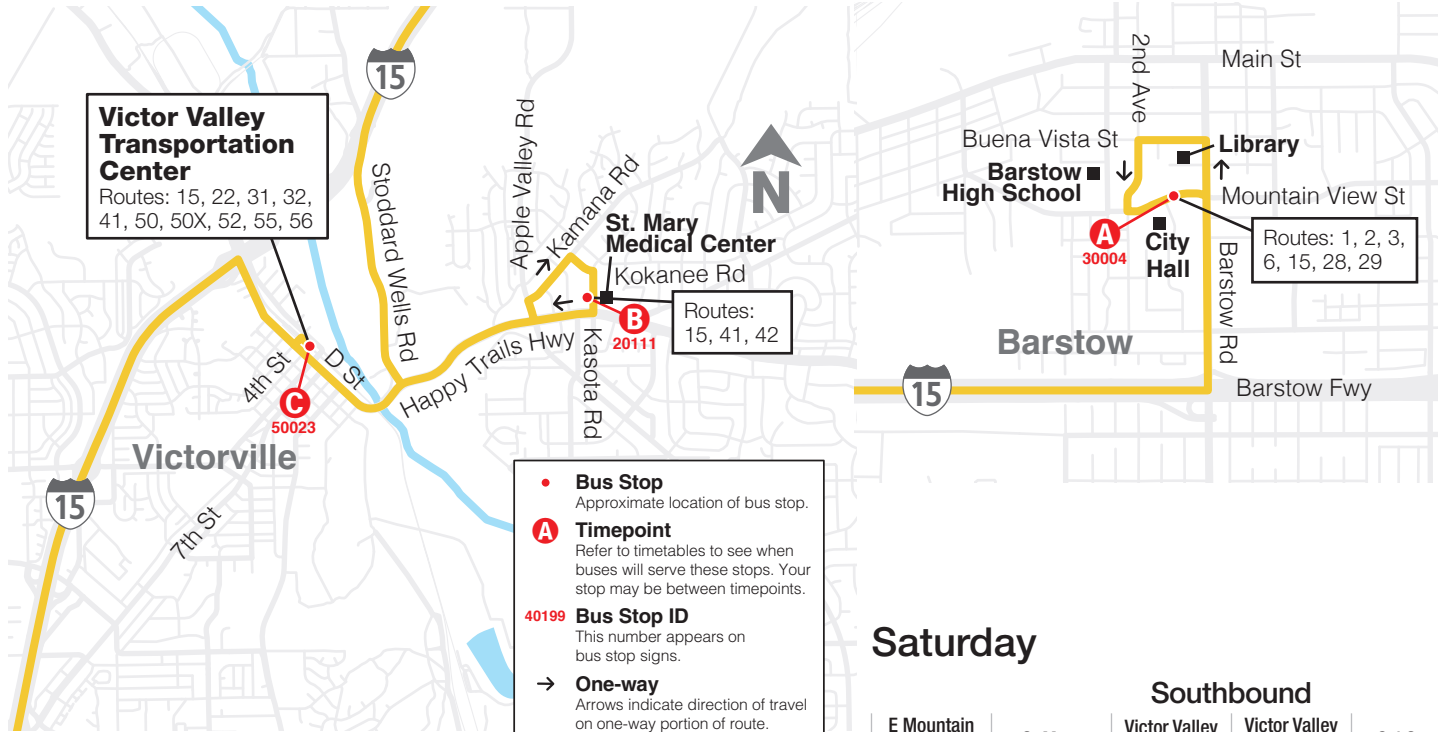 Victor Valley
Transportation
Center
Routes: 15, 22, 31, 32,
41, 50, 50X, 52, 55, 56
15
Stoddard Wells Rd
Apple Valley Rd
Kamana Rd
N
St. Mary
Medical Center
Kokanee Rd
Routes:
15, 41, 42
B
20111
Kasota Rd
Happy Trails Hwy
4th St
D St
C
50023
Victorville
15
7th St
Bus Stop
Approximate location of bus stop.
A
Timepoint
Refer to timetables to see when
buses will serve these stops. Your
stop may be between timepoints.
40199 Bus Stop ID
This number appears on
bus stop signs.
One-way
Arrows indicate direction of travel
on one-way portion of route.
2nd Ave
Main St
Buena Vista St
Library
Barstow
High School
Mountain View St
A
30004
City
Hall
Routes: 1, 2, 3,
6, 15, 28, 29
Barstow Rd
Barstow
15
Barstow Fwy
Saturday
Southbound
E Mountain
Victor Valley
Victor Valley